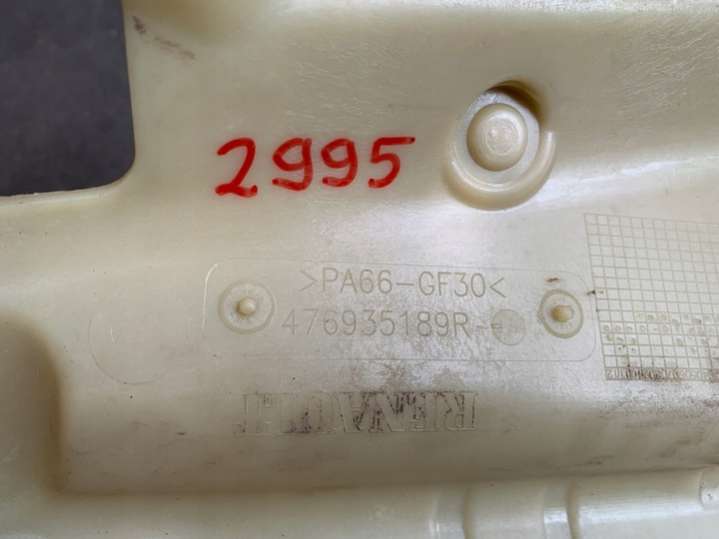 2995
>PA66-GF30<
476935189R-
RENAULT